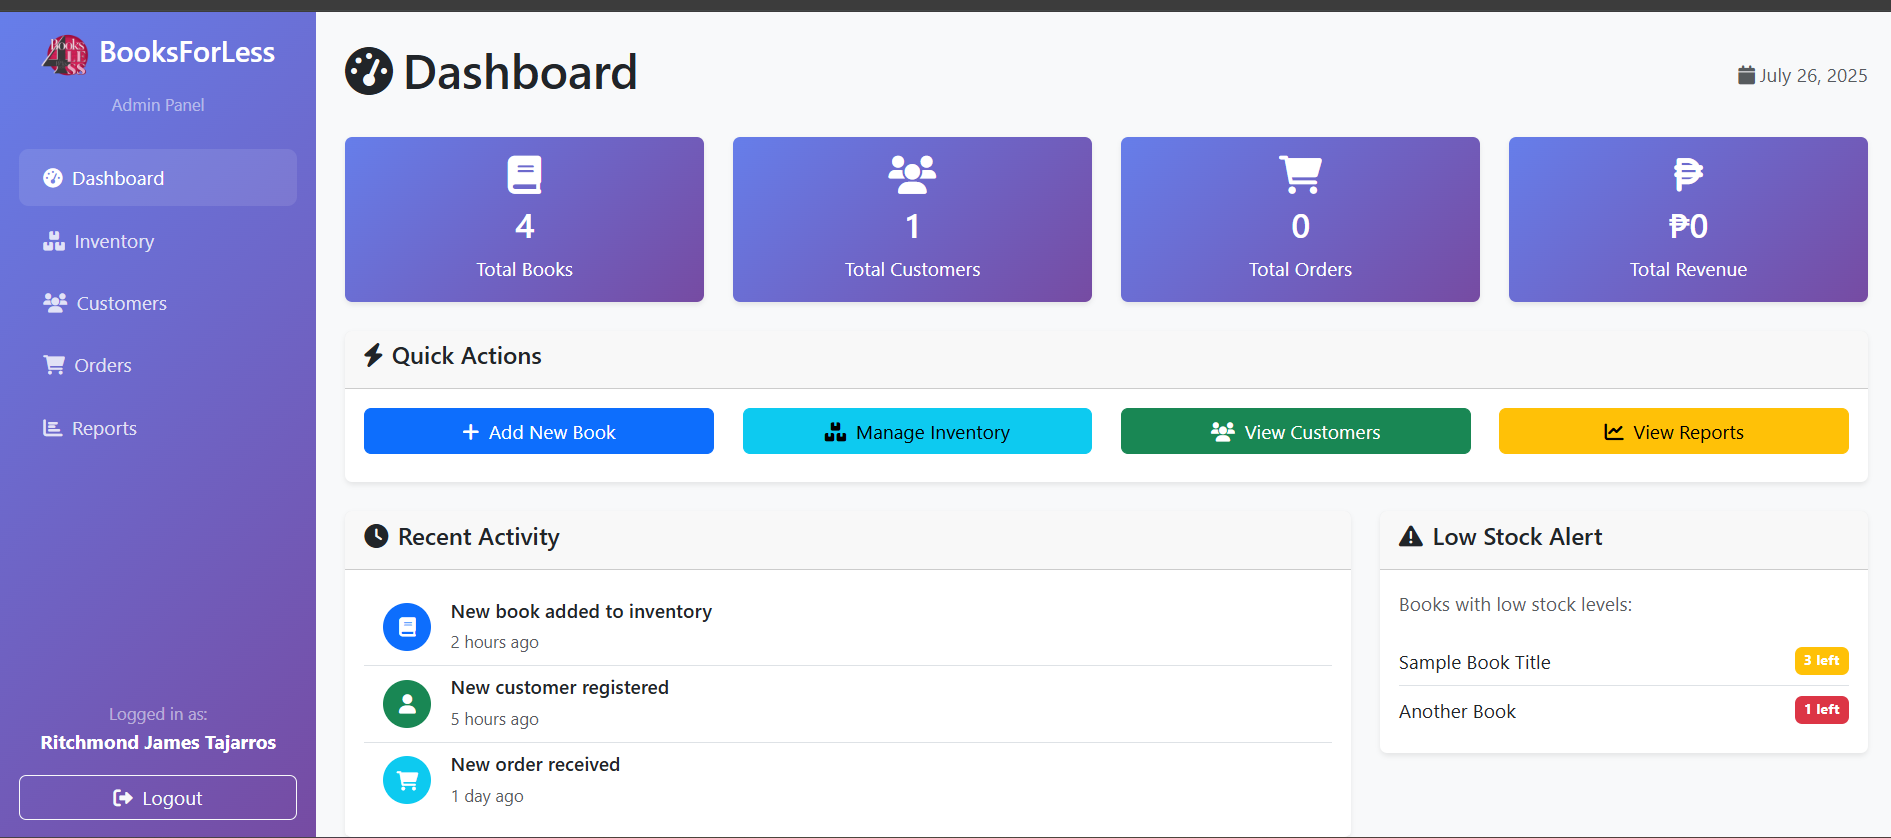 Books
4LE
SS
BooksForLess
Admin Panel
Dashboard
Inventory
Customers
Orders
Reports
Logged in as:
Ritchmond James Tajarros
Logout
Dashboard
July 26, 2025
4
Total Books
1
Total Customers
0
Total Orders
₱0
Total Revenue
Quick Actions
Add New Book
Manage Inventory
View Customers
View Reports
Recent Activity
New book added to inventory
2 hours ago
New customer registered
5 hours ago
New order received
1 day ago
Low Stock Alert
Books with low stock levels:
Sample Book Title
3 left
Another Book
1 left